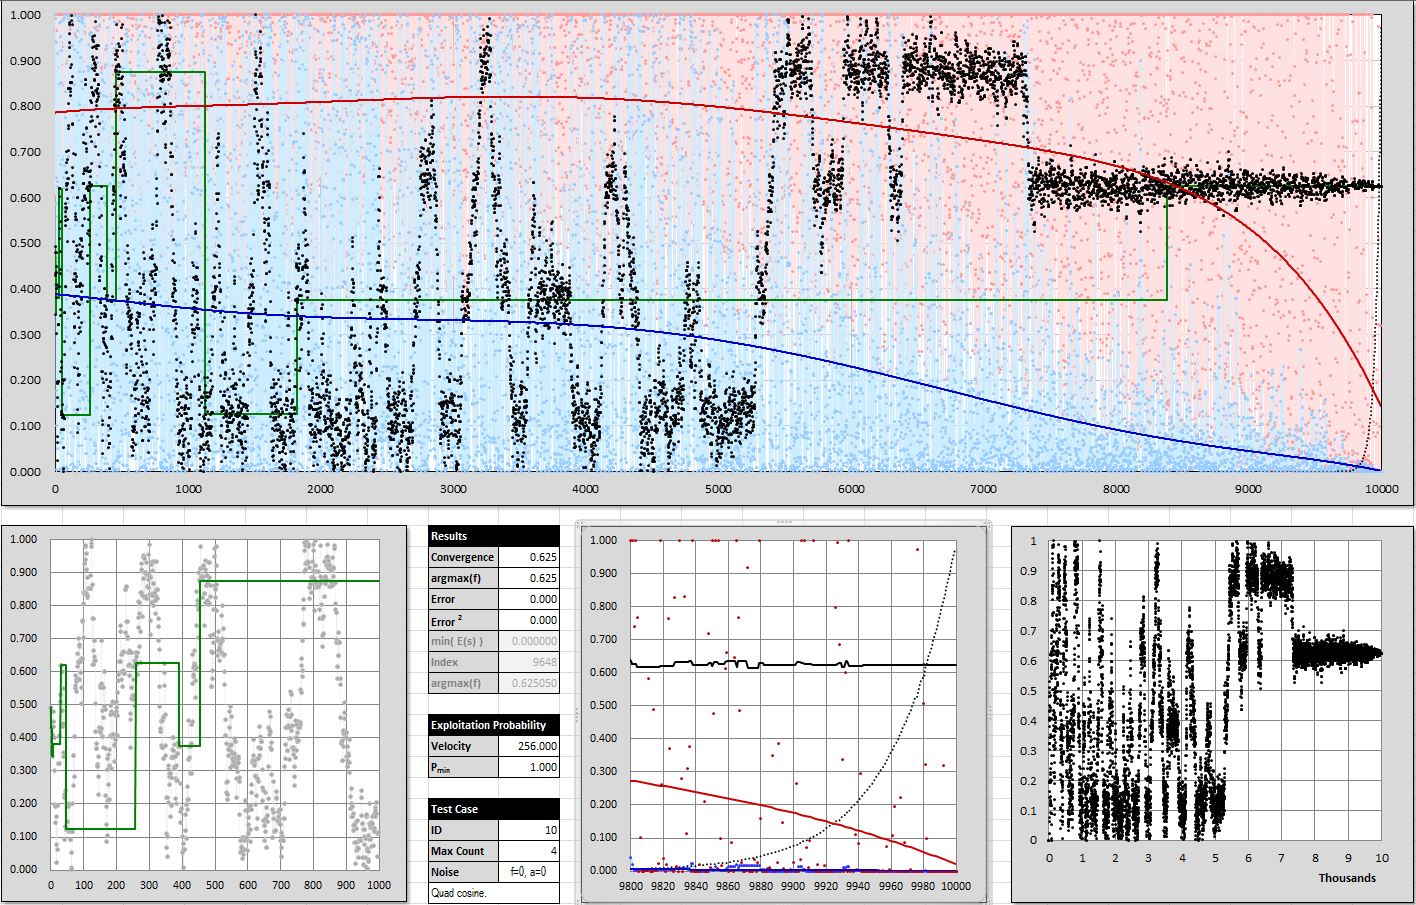 1.000
0.900
0.800
0.700
0.600
0.500
0.400
0.300
0.200
0.100
0.000
0 1000 2000 3000 4000 5000 6000 7000 8000 9000 10000
1.000
0.900
0.800
0.700
0.600
0.500
0.400
0.300
0.200
0.100
0.000
0 100 200 300 400 500 600 700 800 900 1000
Results
Convergence 0.625
argmax(f) 0.625
Error 0.000
Error ² 0.000
min( E(s) ) 0.000000
Index 9648
argmax(f) 0.625050
Exploitation Probability
Velocity 256.000
Pmin 1.000
Test Case
ID 10
Max Count 4
Noise f=0, a=0
Quad cosine.
1.000
0.900
0.800
0.700
0.600
0.500
0.400
0.300
0.200
0.100
0.000
9800 9820 9840 9860 9880 9900 9920 9940 9960 9980 10000
1
0.9
0.8
0.7
0.6
0.5
0.4
0.3
0.2
0.1
0
0 1 2 3 4 5 6 7 8 9 10
Thousands